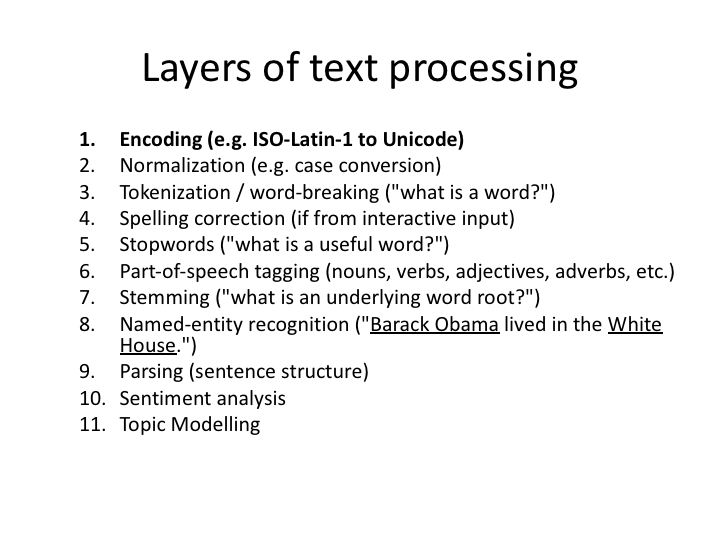 Layers of text processing
1. Encoding (e.g. ISO-Latin-1 to Unicode)
2. Normalization (e.g. case conversion)
3. Tokenization / word-breaking ("what is a word?")
4. Spelling correction (if from interactive input)
5. Stopwords ("what is a useful word?")
6. Part-of-speech tagging (nouns, verbs, adjectives, adverbs, etc.)
7. Stemming ("what is an underlying word root?")
8. Named-entity recognition ("Barack Obama lived in the White
House.")
9. Parsing (sentence structure)
10. Sentiment analysis
11. Topic Modelling